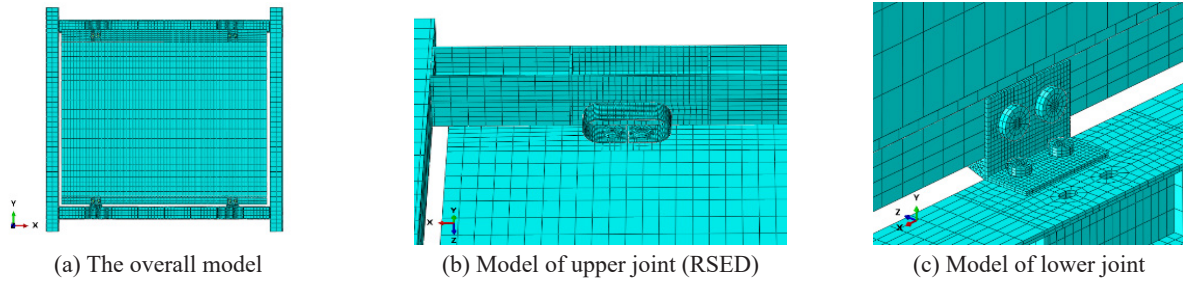 Y
X
Z
X
Y
Z
Y
Z
X
(a) The overall model
(b) Model of upper joint (RSED)
(c) Model of lower joint